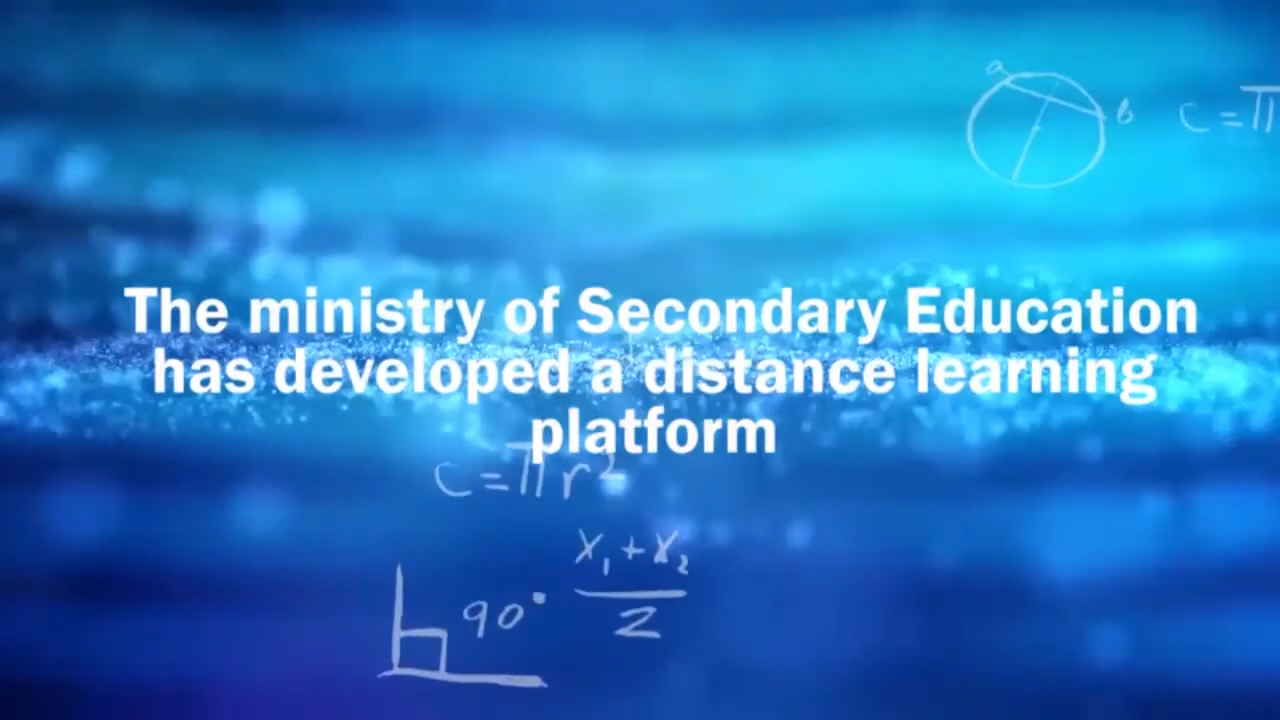 a
b
c = π
The ministry of Secondary Education
has developed a distance learning
platform
c = πr²
x₁ + x₂
90°
2